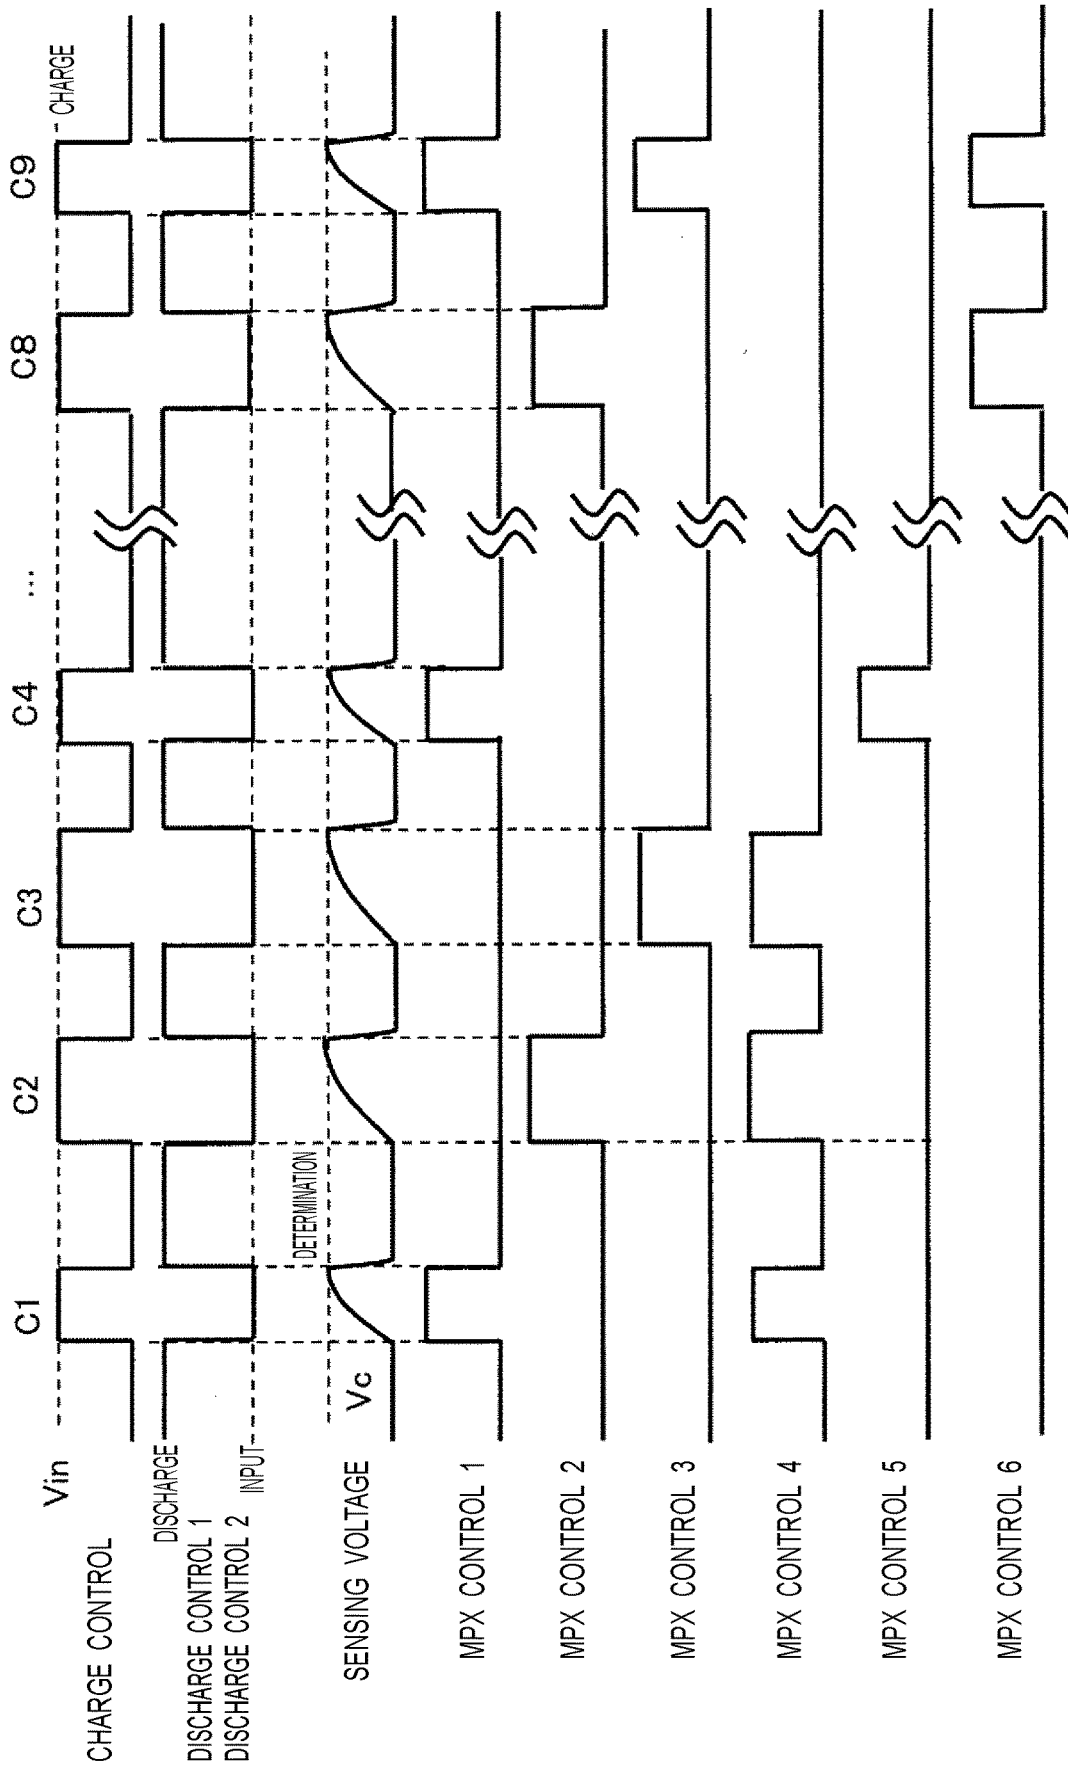 C1 C2 C3 C4 ... C8 C9
Vin
CHARGE
CHARGE CONTROL
DISCHARGE
DISCHARGE CONTROL 1
DISCHARGE CONTROL 2
INPUT
DETERMINATION
Vc
SENSING VOLTAGE
MPX CONTROL 1
MPX CONTROL 2
MPX CONTROL 3
MPX CONTROL 4
MPX CONTROL 5
MPX CONTROL 6